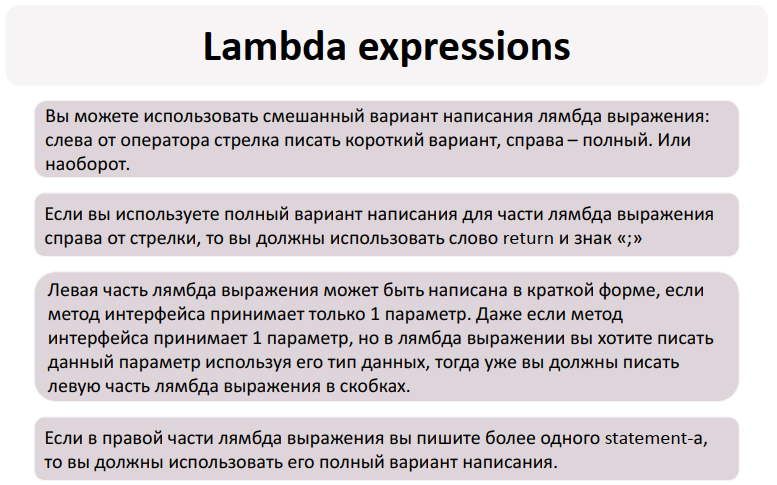 Lambda expressions
Вы можете использовать смешанный вариант написания лямбда выражения:
слева от оператора стрелка писать короткий вариант, справа – полный. Или
наоборот.
Если вы используете полный вариант написания для части лямбда выражения
справа от стрелки, то вы должны использовать слово return и знак «;»
Левая часть лямбда выражения может быть написана в краткой форме, если
метод интерфейса принимает только 1 параметр. Даже если метод
интерфейса принимает 1 параметр, но в лямбда выражении вы хотите писать
данный параметр используя его тип данных, тогда уже вы должны писать
левую часть лямбда выражения в скобках.
Если в правой части лямбда выражения вы пишите более одного statement-а,
то вы должны использовать его полный вариант написания.